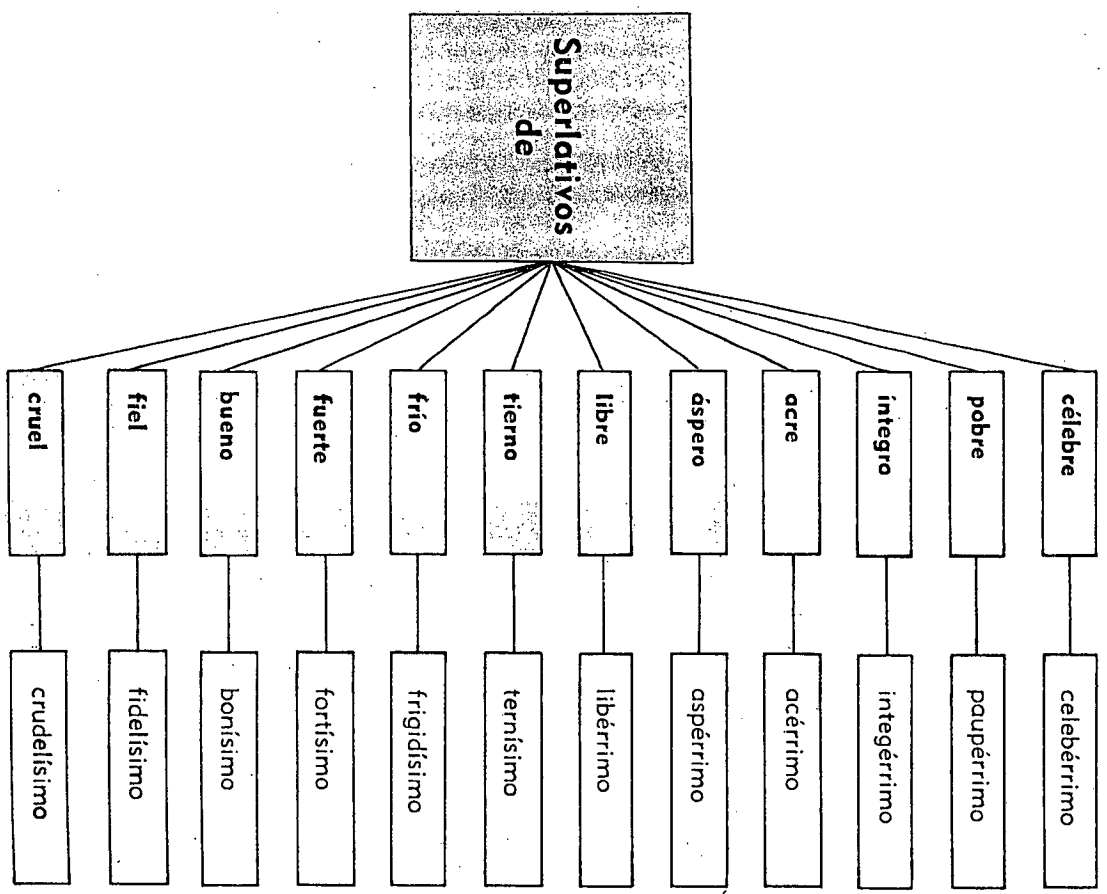 Superlativos
de
célebre celebérrimo
pobre paupérrimo
íntegro integérrimo
acre acérrimo
áspero aspérrimo
libre libérrimo
tierno ternísimo
frío frigidísimo
fuerte fortísimo
bueno bonísimo
fiel fidelísimo
cruel crudelísimo